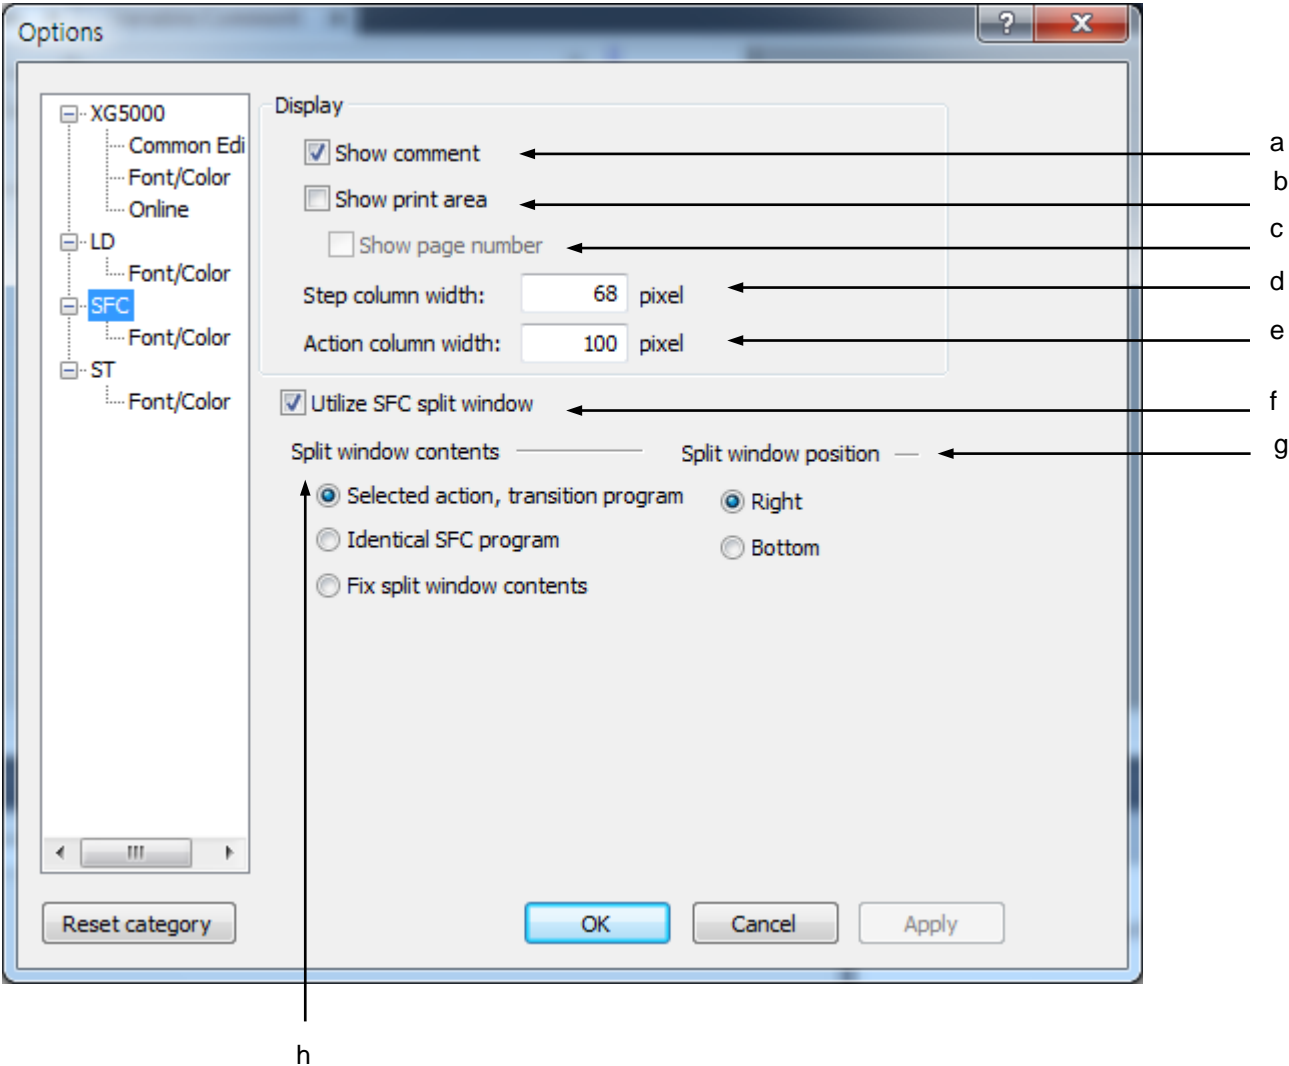 Options
XG5000
Common Edi
Font/Color
Online
LD
Font/Color
SFC
Font/Color
ST
Font/Color
Display
Show comment
Show print area
Show page number
Step column width: 68 pixel
Action column width: 100 pixel
Utilize SFC split window
Split window contents
Selected action, transition program
Identical SFC program
Fix split window contents
Split window position
Right
Bottom
Reset category
OK
Cancel
Apply
a
b
c
d
e
f
g
h